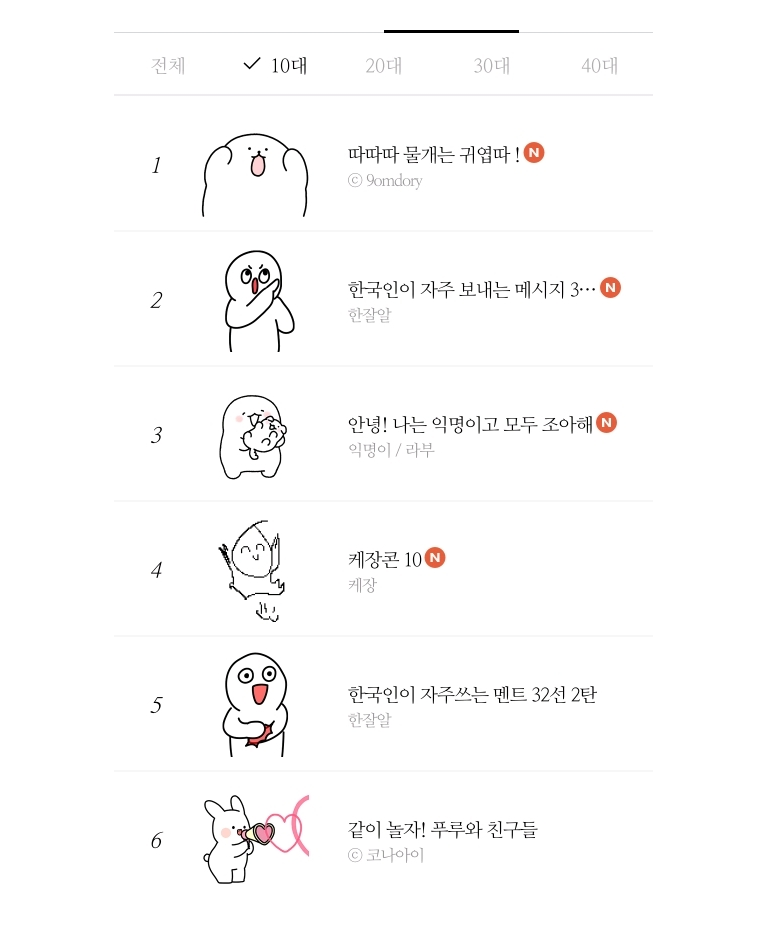 전체 ✓ 10대 20대 30대 40대
1
따따따 물개는 귀엽따 ! N
ⓒ 9omdory
2
한국인이 자주 보내는 메시지 3… N
한잘알
3
안녕! 나는 익명이고 모두 조아해 N
익명이 / 라부
4
케장콘 10 N
케장
5
한국인이 자주쓰는 멘트 32선 2탄
한잘알
6
같이 놀자! 푸루와 친구들
ⓒ 코나아이